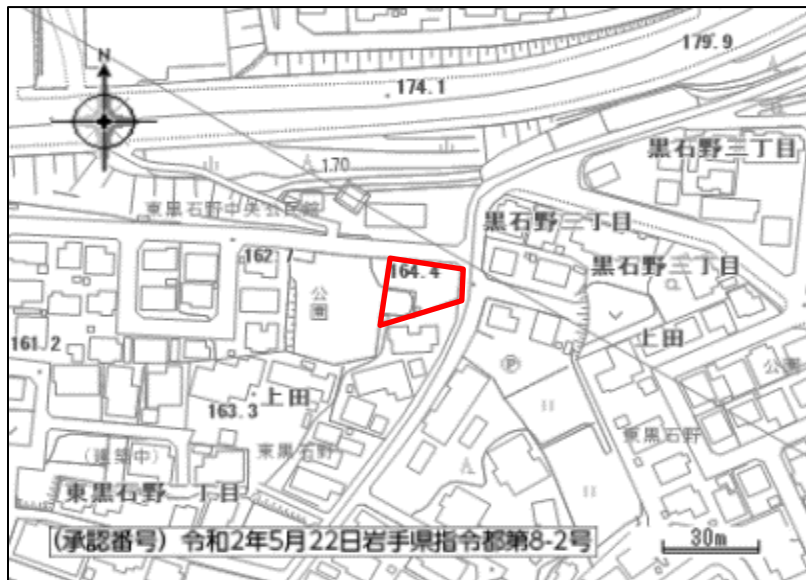 179.9
N
174.1
170
黒石野三丁目
東黒石野中央公民館
黒石野三丁目
162.7
164.4
黒石野三丁目
公園
161.2
上田
公園
P
163.3
上田
東黒石野
東黒石野
(建築中)
東黒石野二丁目
(承認番号) 令和2年5月22日岩手県指令都第8-2号
30m